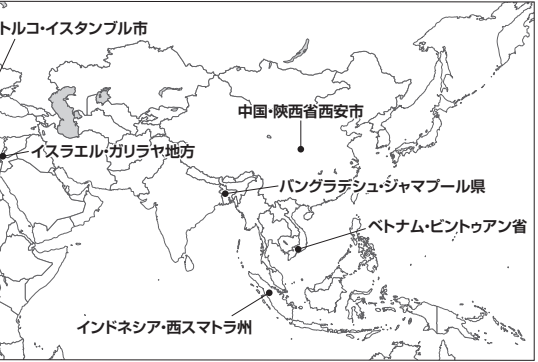 トルコ・イスタンブル市
中国・陝西省西安市
イスラエル・ガリラヤ地方
バングラデシュ・ジャマプール県
ベトナム・ビントゥアン省
インドネシア・西スマトラ州